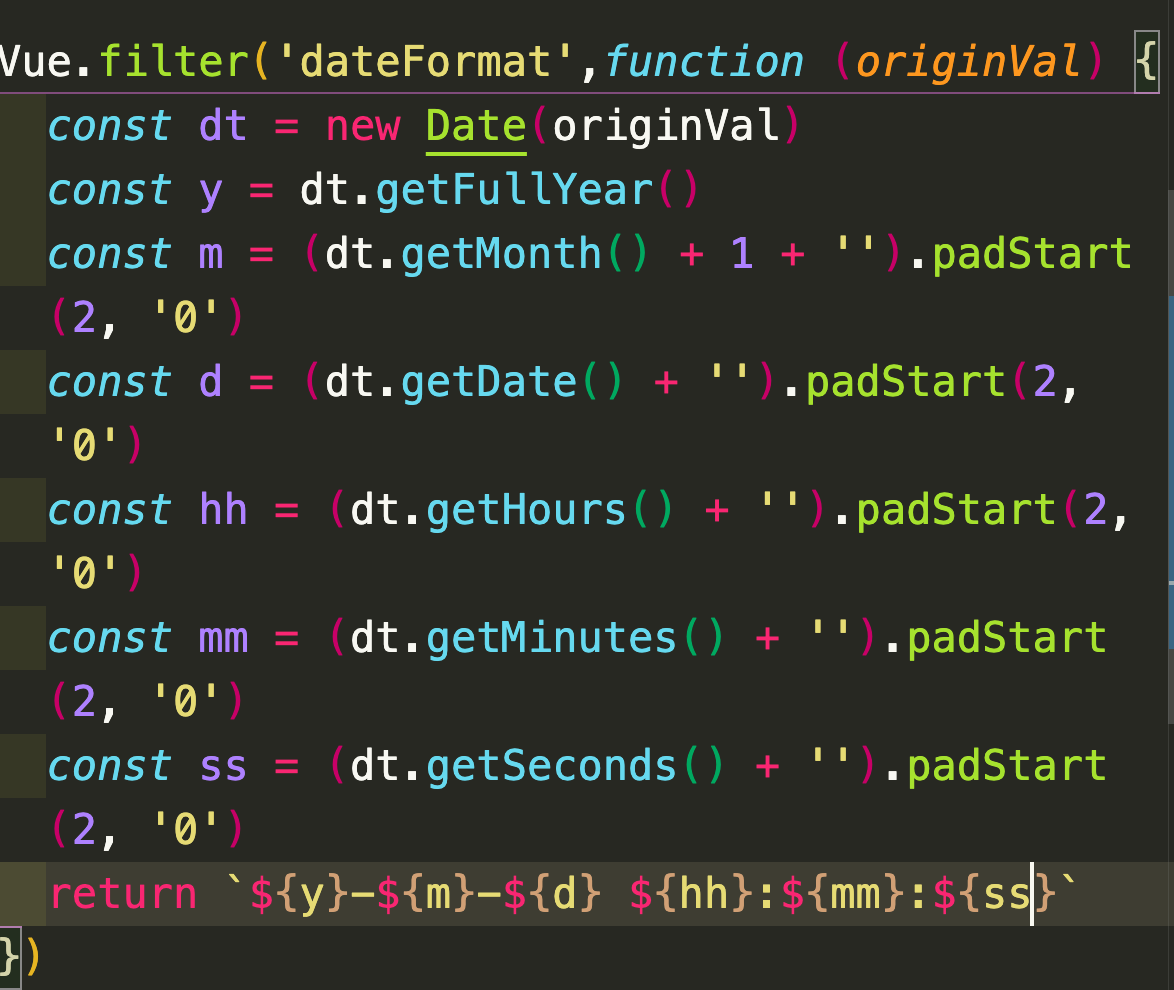 Vue.filter('dateFormat',function (originVal) {
const dt = new Date(originVal)
const y = dt.getFullYear()
const m = (dt.getMonth() + 1 + '').padStart
(2, '0')
const d = (dt.getDate() + '').padStart(2,
'0')
const hh = (dt.getHours() + '').padStart(2,
'0')
const mm = (dt.getMinutes() + '').padStart
(2, '0')
const ss = (dt.getSeconds() + '').padStart
(2, '0')
return `${y}-${m}-${d} ${hh}:${mm}:${ss}`
})